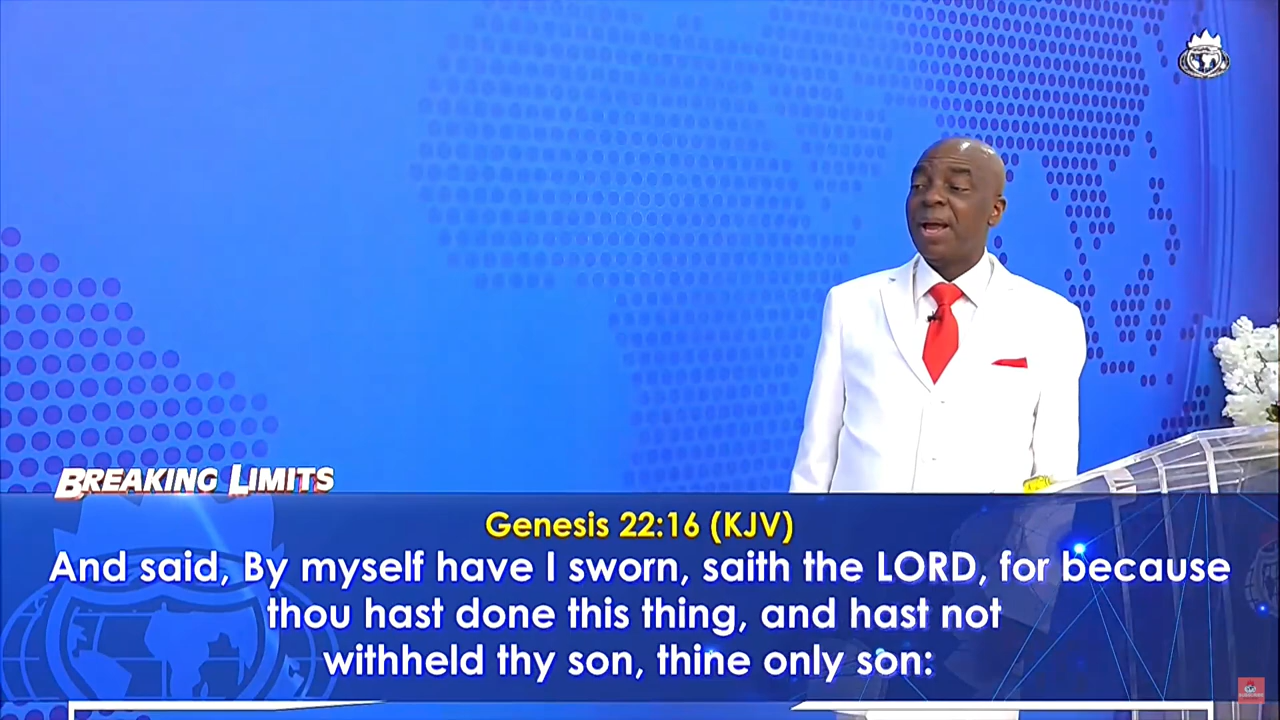 BREAKING LIMITS
Genesis 22:16 (KJV)
And said, By myself have I sworn, saith the LORD, for because
thou hast done this thing, and hast not
withheld thy son, thine only son: